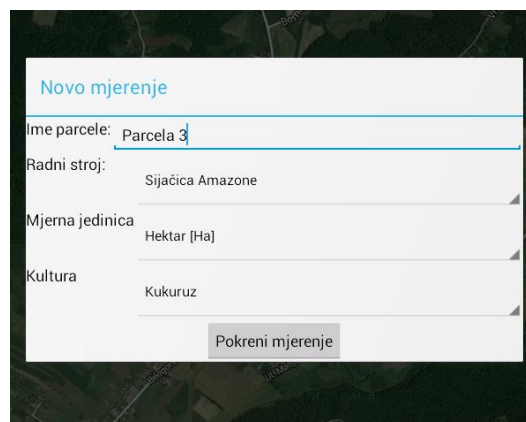 Novo mjerenje
Ime parcele: Parcela 3
Radni stroj:
Sijačica Amazone
Mjerna jedinica
Hektar [Ha]
Kultura
Kukuruz
Pokreni mjerenje